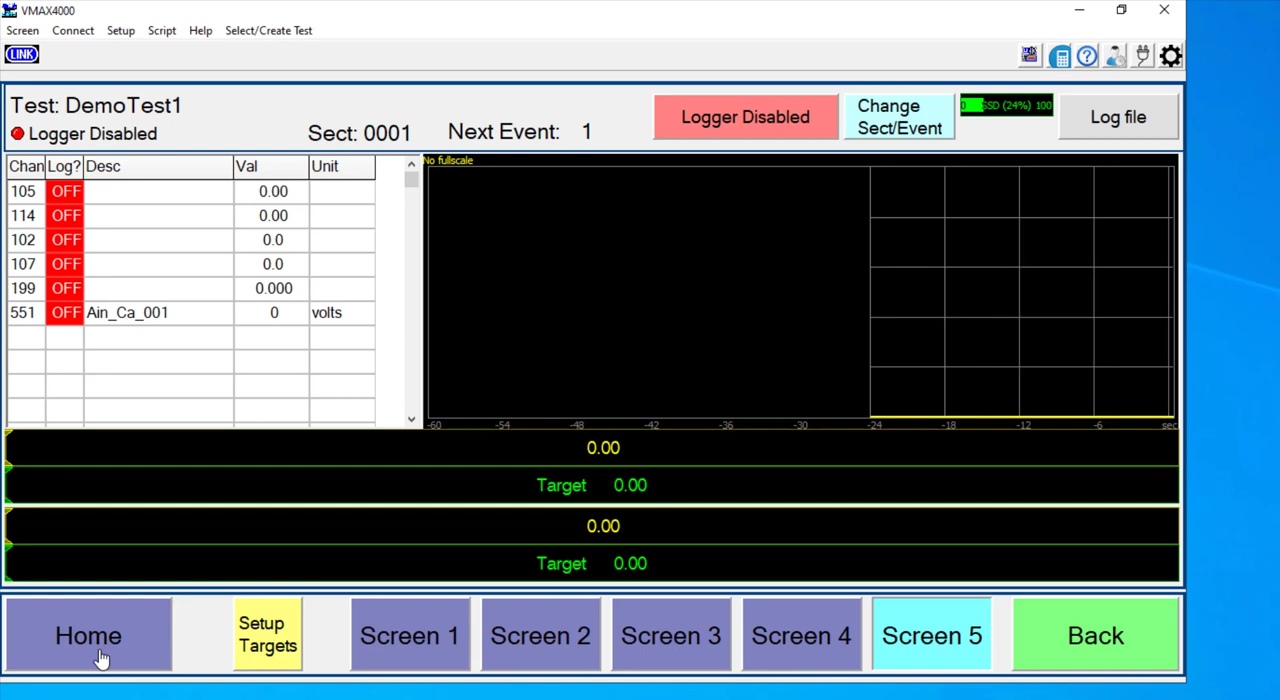 VMAX4000
Screen Connect Setup Script Help Select/Create Test
LINK
Test: DemoTest1
Logger Disabled
Sect: 0001
Next Event: 1
Logger Disabled
Change
Sect/Event
0 SSD (24%) 100
Log file
Chan Log? Desc Val Unit
105 OFF 0.00
114 OFF 0.00
102 OFF 0.0
107 OFF 0.0
199 OFF 0.000
551 OFF Ain_Ca_001 0 volts
No fullscale
-60 -54 -48 -42 -36 -30 -24 -18 -12 -6 sec
0.00
Target 0.00
0.00
Target 0.00
Home
Setup
Targets
Screen 1
Screen 2
Screen 3
Screen 4
Screen 5
Back